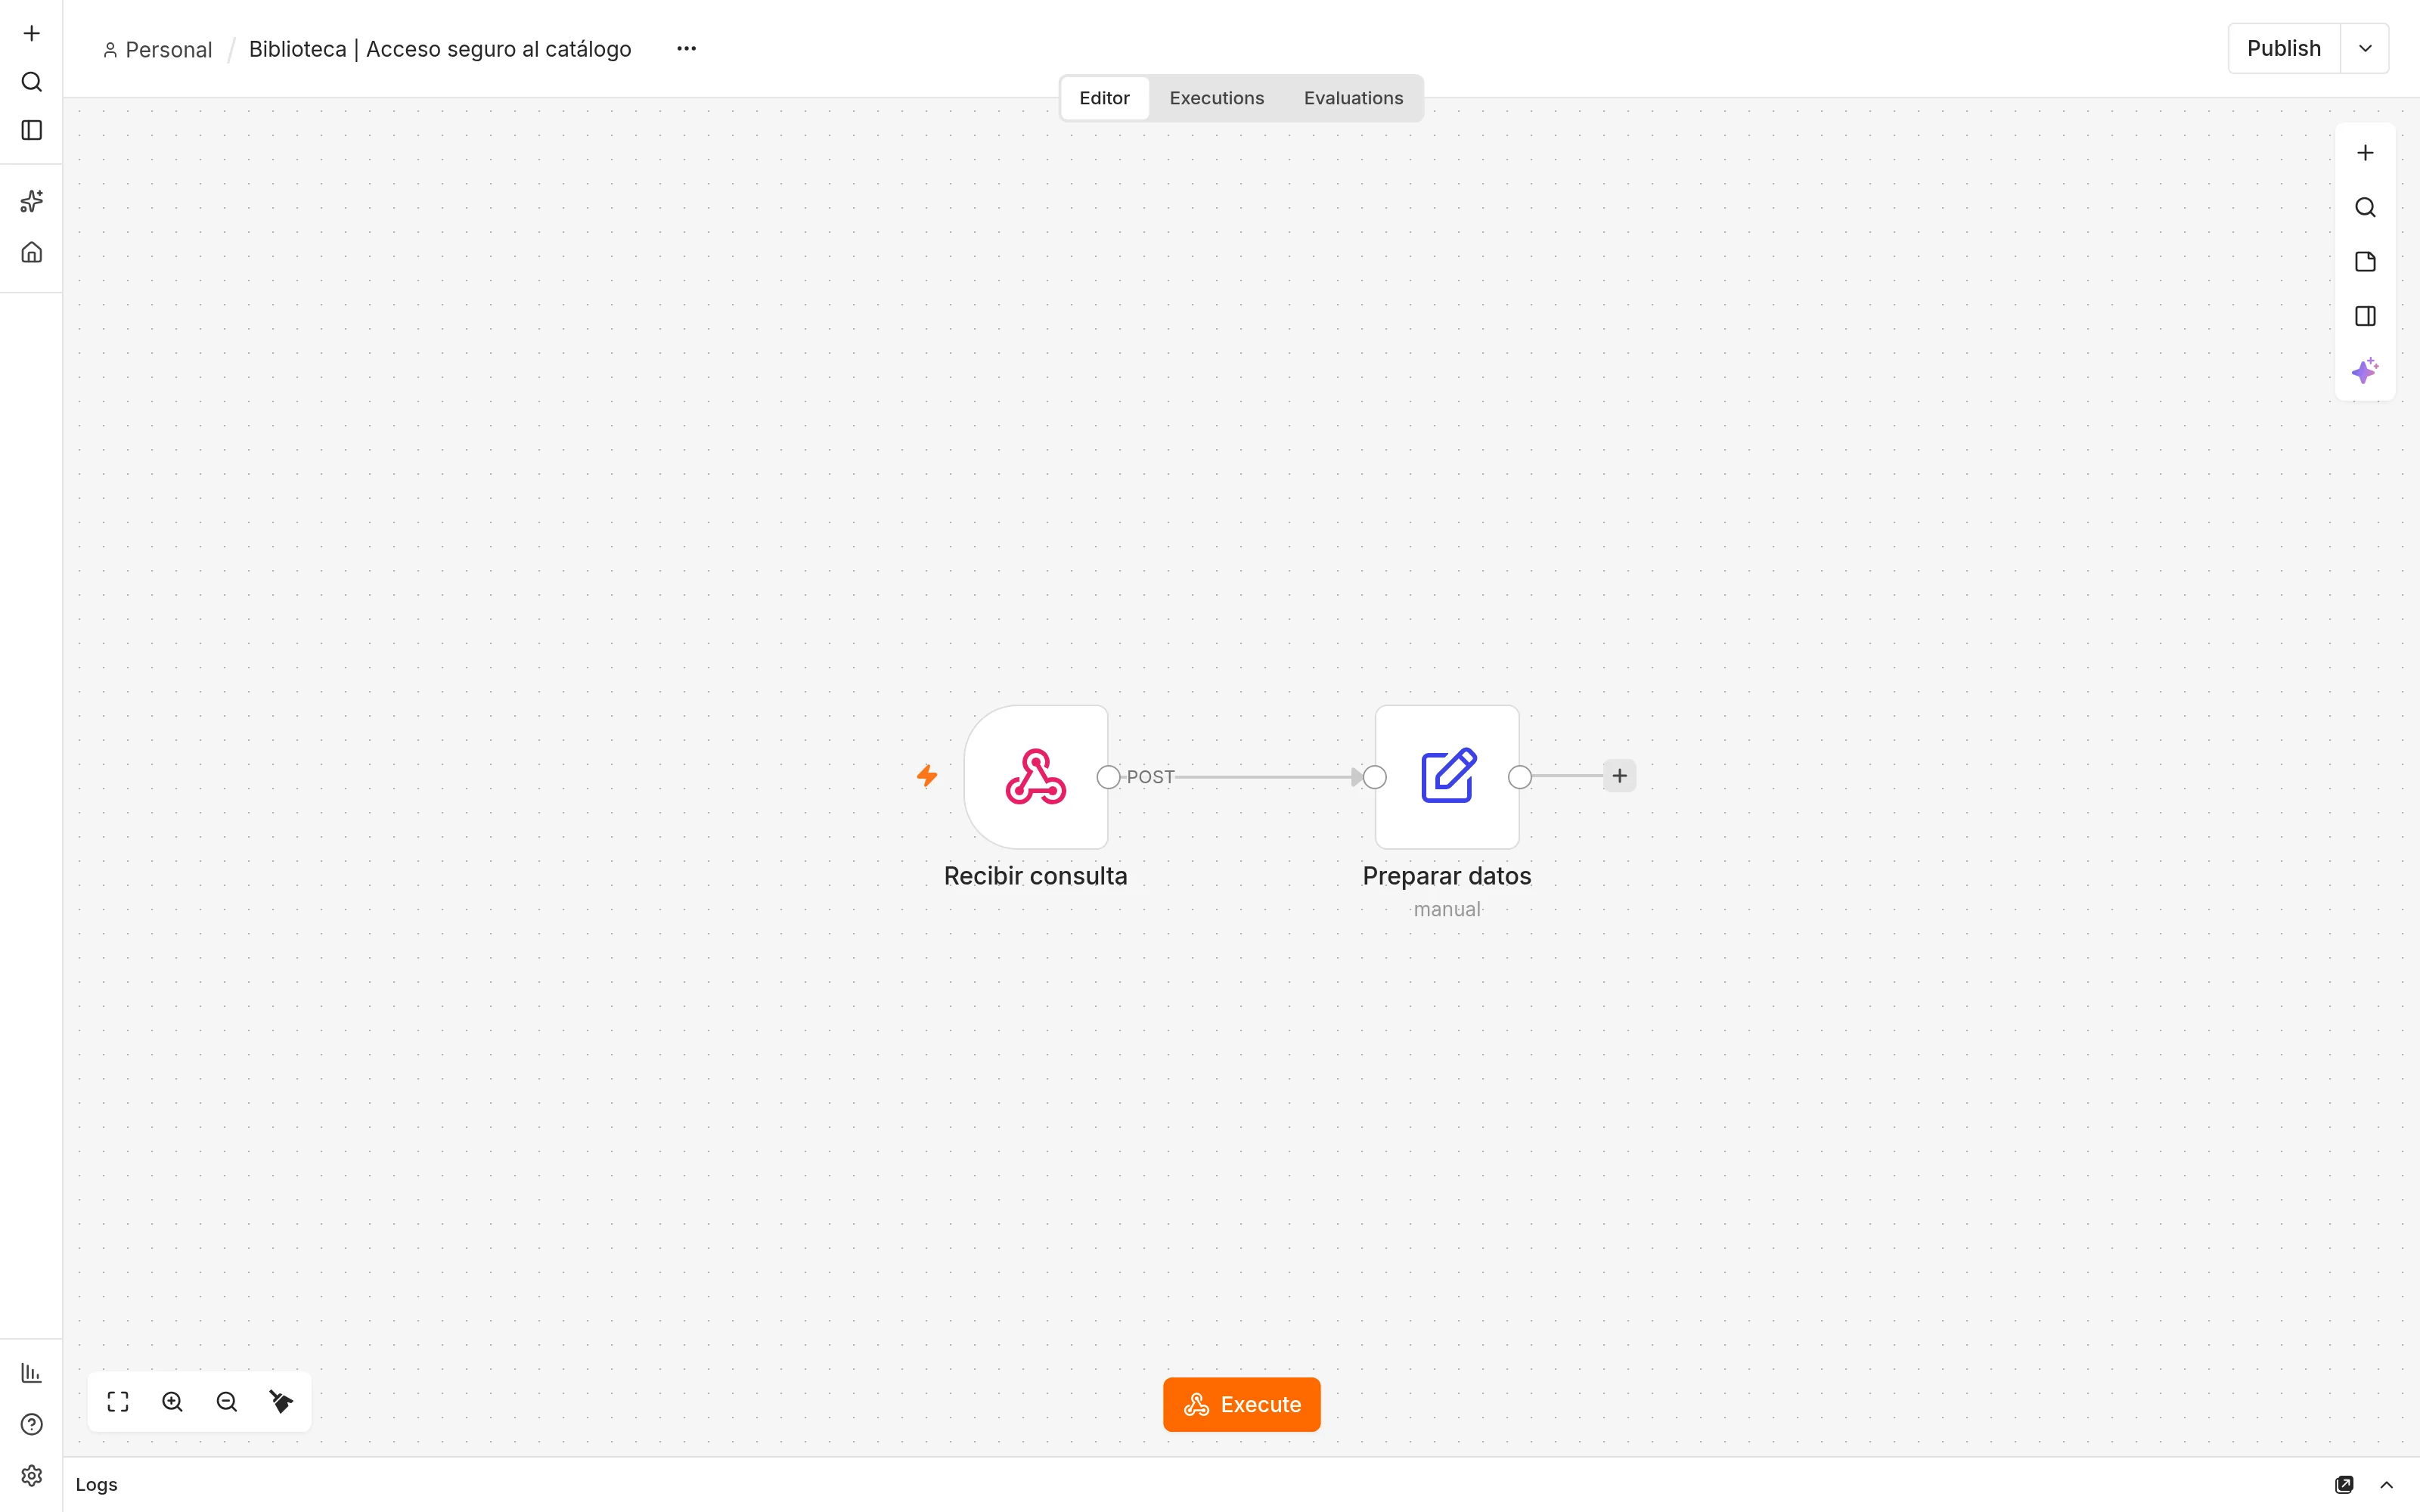 Personal / Biblioteca | Acceso seguro al catálogo
Publish
Editor Executions Evaluations
POST
Recibir consulta
Preparar datos
manual
Execute
Logs